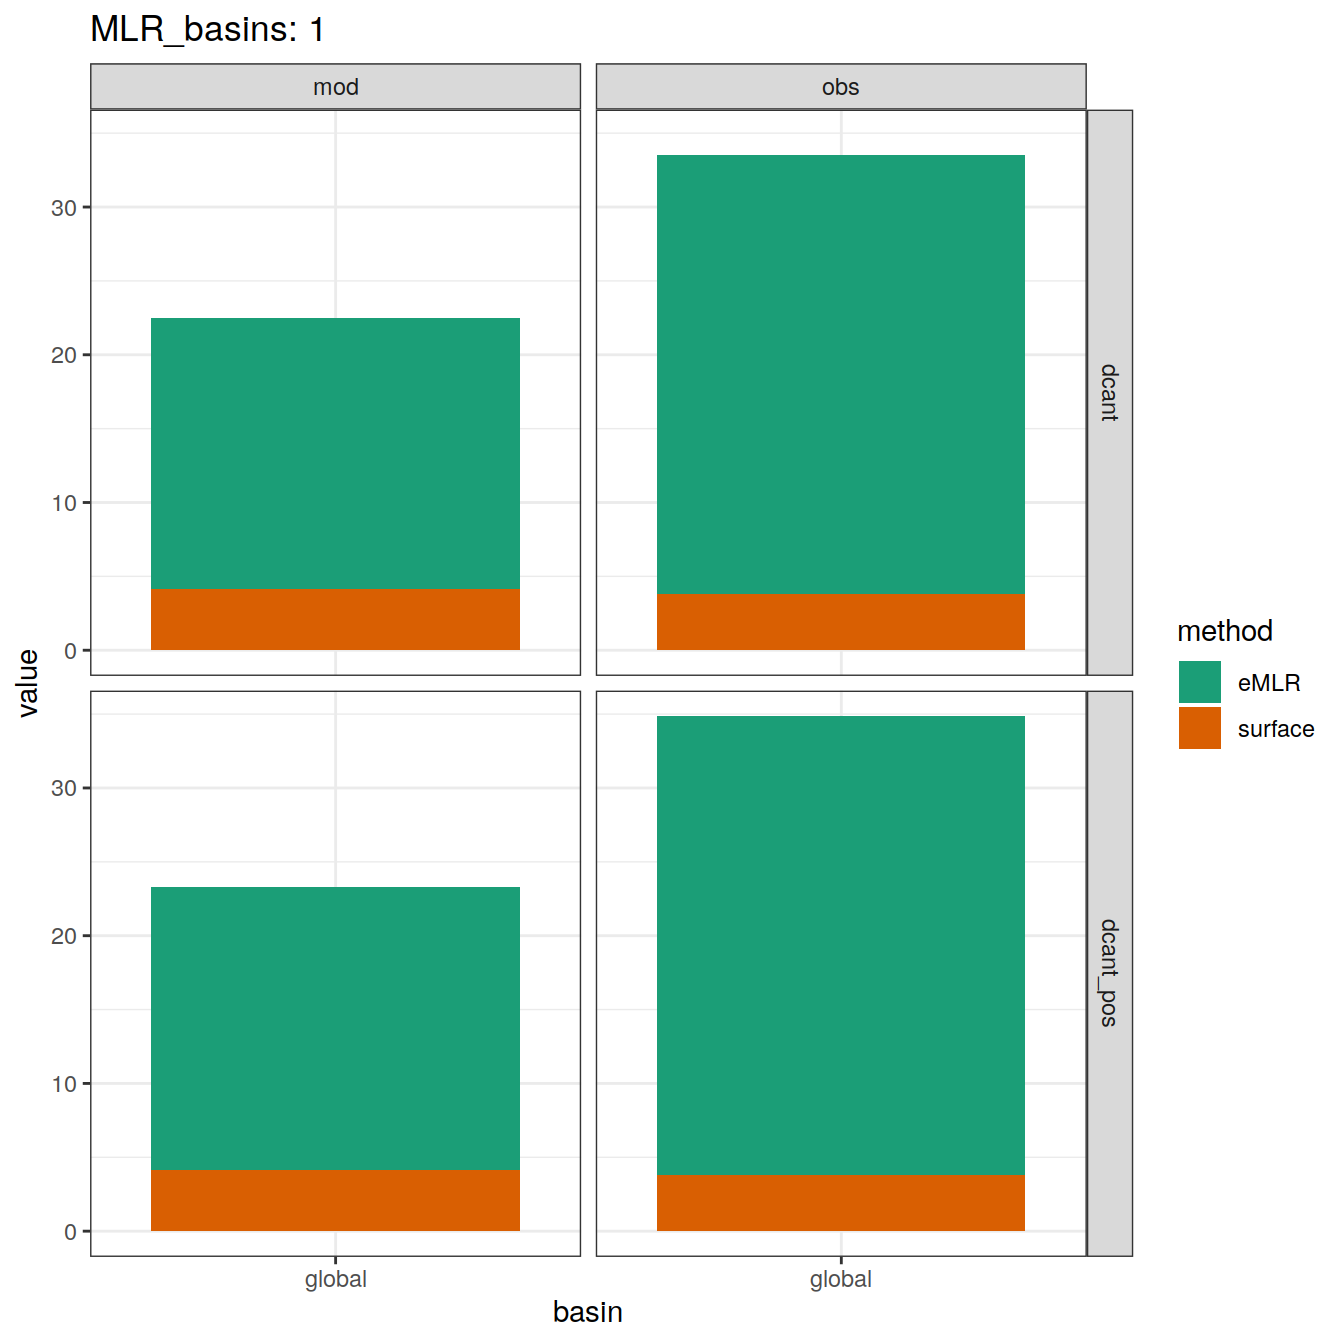 MLR_basins: 1
mod
obs
30
20
10
0
dcant
30
20
10
0
dcant_pos
value
global
global
basin
method
eMLR
surface